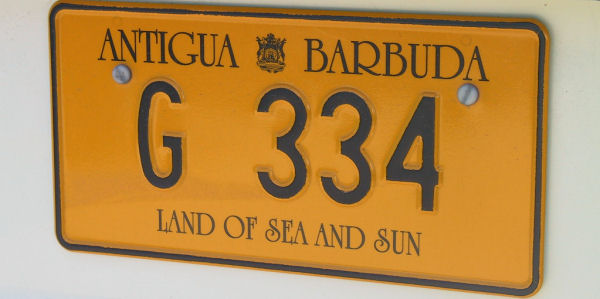 ANTIGUA BARBUDA
G 334
LAND OF SEA AND SUN